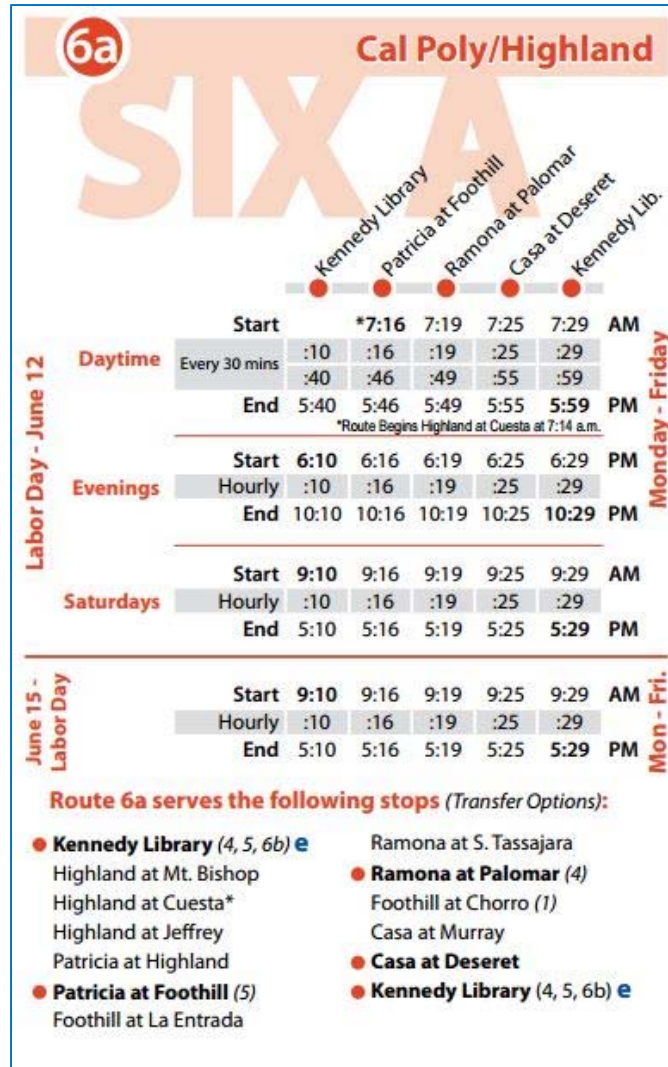 6a
Cal Poly/Highland
SIX A
Kennedy Library
Patricia at Foothill
Ramona at Palomar
Casa at Deseret
Kennedy Lib.
Labor Day - June 12
Monday - Friday
Start *7:16 7:19 7:25 7:29 AM
Daytime
Every 30 mins
:10 :16 :19 :25 :29
:40 :46 :49 :55 :59
End 5:40 5:46 5:49 5:55 5:59 PM
*Route Begins Highland at Cuesta at 7:14 a.m.
Start 6:10 6:16 6:19 6:25 6:29 PM
Evenings Hourly :10 :16 :19 :25 :29
End 10:10 10:16 10:19 10:25 10:29 PM
Start 9:10 9:16 9:19 9:25 9:29 AM
Saturdays Hourly :10 :16 :19 :25 :29
End 5:10 5:16 5:19 5:25 5:29 PM
June 15 -
Labor Day
Mon - Fri.
Start 9:10 9:16 9:19 9:25 9:29 AM
Hourly :10 :16 :19 :25 :29
End 5:10 5:16 5:19 5:25 5:29 PM
Route 6a serves the following stops (Transfer Options):
Kennedy Library (4, 5, 6b) e
Highland at Mt. Bishop
Highland at Cuesta*
Highland at Jeffrey
Patricia at Highland
Patricia at Foothill (5)
Foothill at La Entrada
Ramona at S. Tassajara
Ramona at Palomar (4)
Foothill at Chorro (1)
Casa at Murray
Casa at Deseret
Kennedy Library (4, 5, 6b) e